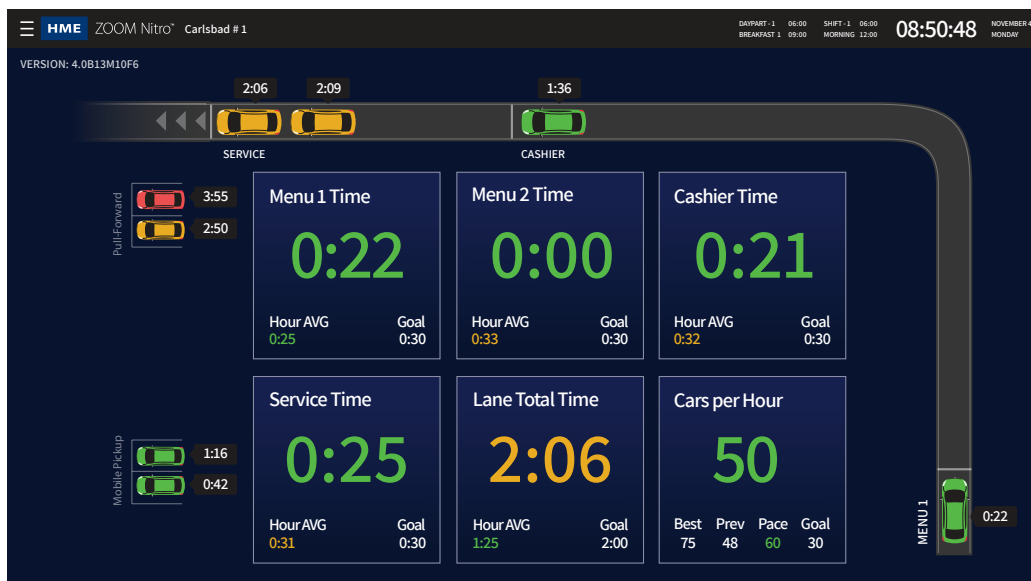 HME ZOOM Nitro™ Carlsbad # 1
DAYPART - 1 06:00 SHIFT - 1 06:00
BREAKFAST 1 09:00 MORNING 12:00
08:50:48
NOVEMBER 4
MONDAY
VERSION: 4.0B13M10F6
2:06 2:09 1:36
SERVICE CASHIER
Pull-Forward
3:55
2:50
Menu 1 Time
0:22
Hour AVG Goal
0:25 0:30
Menu 2 Time
0:00
Hour AVG Goal
0:33 0:30
Cashier Time
0:21
Hour AVG Goal
0:32 0:30
Mobile Pickup
1:16
0:42
Service Time
0:25
Hour AVG Goal
0:31 0:30
Lane Total Time
2:06
Hour AVG Goal
1:25 2:00
Cars per Hour
50
Best Prev Pace Goal
75 48 60 30
MENU 1
0:22